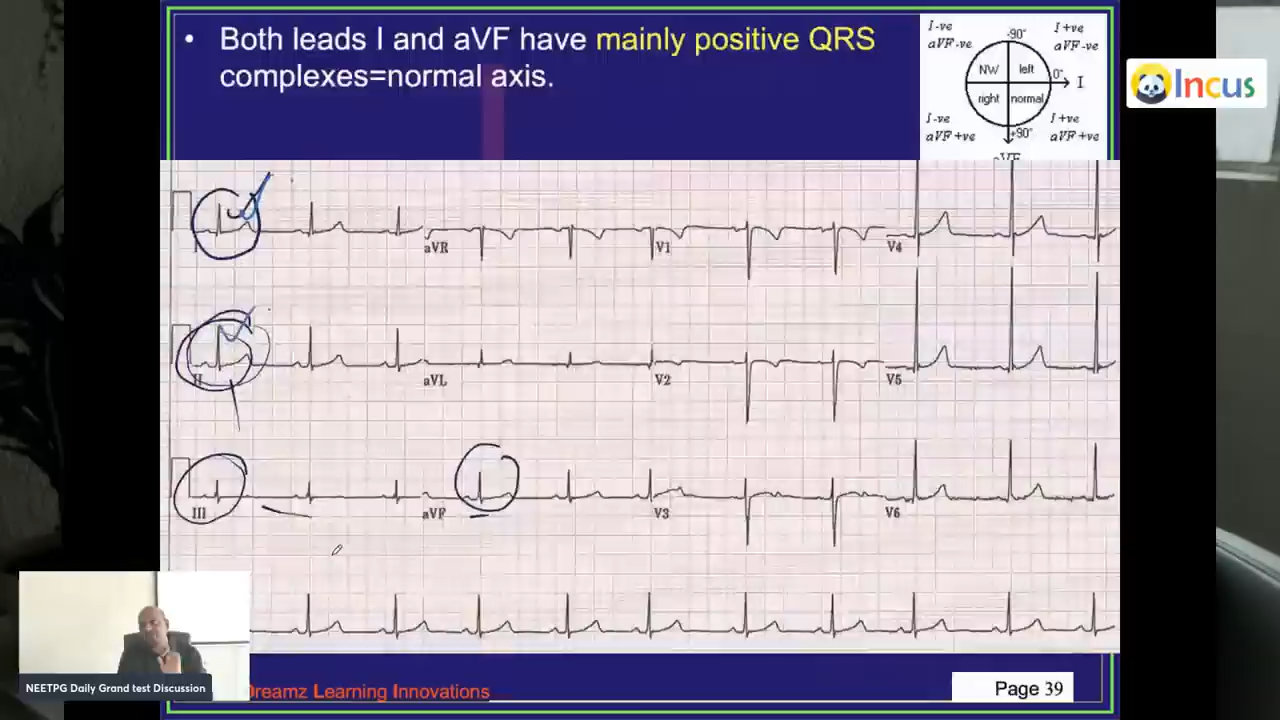 • Both leads I and aVF have mainly positive QRS
complexes=normal axis.
I -ve
aVF -ve
-90°
I +ve
aVF -ve
NW
left
0°
I
right
normal
I -ve
aVF +ve
+90°
I +ve
aVF +ve
aVF
Incus
aVR
V1
V4
II
aVL
V2
V5
III
aVF
V3
V6
NEETPG Daily Grand test Discussion
Dreamz Learning Innovations
Page 39